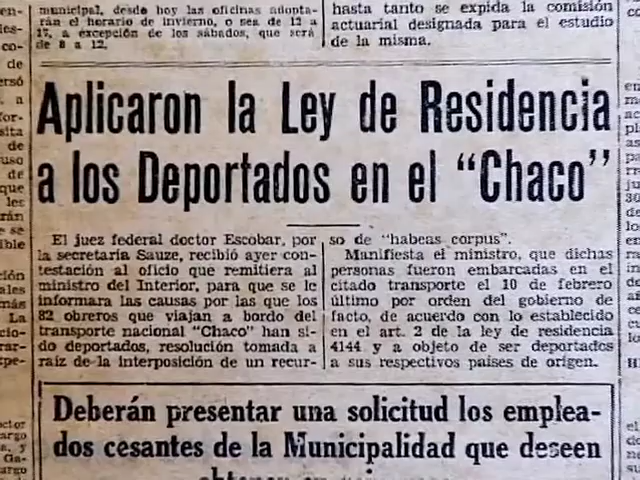 municipal, desde hoy las oficinas adopta-
rán el horario de invierno, o sea de 12 a
17, a excepción de los sábados, que será
de 8 a 12.
hasta tanto se expida la comisión
actuarial designada para el estudio
de la misma.
Aplicaron la Ley de Residencia
a los Deportados en el "Chaco"
El juez federal doctor Escobar, por
la secretaría Sauze, recibió ayer con-
testación al oficio que remitiera al
ministro del Interior, para que se le
informara las causas por las que los
82 obreros que viajan a bordo del
transporte nacional "Chaco" han si-
do deportados, resolución tomada a
raíz de la interposición de un recur-
so de "habeas corpus".
Manifiesta el ministro, que dichas
personas fueron embarcadas en el
citado transporte el 10 de febrero
último por orden del gobierno de
facto, de acuerdo con lo establecido
en el art. 2 de la ley de residencia
4144 y a objeto de ser deportados
a sus respectivos países de origen.
Deberán presentar una solicitud los emplea-
dos cesantes de la Municipalidad que deseen